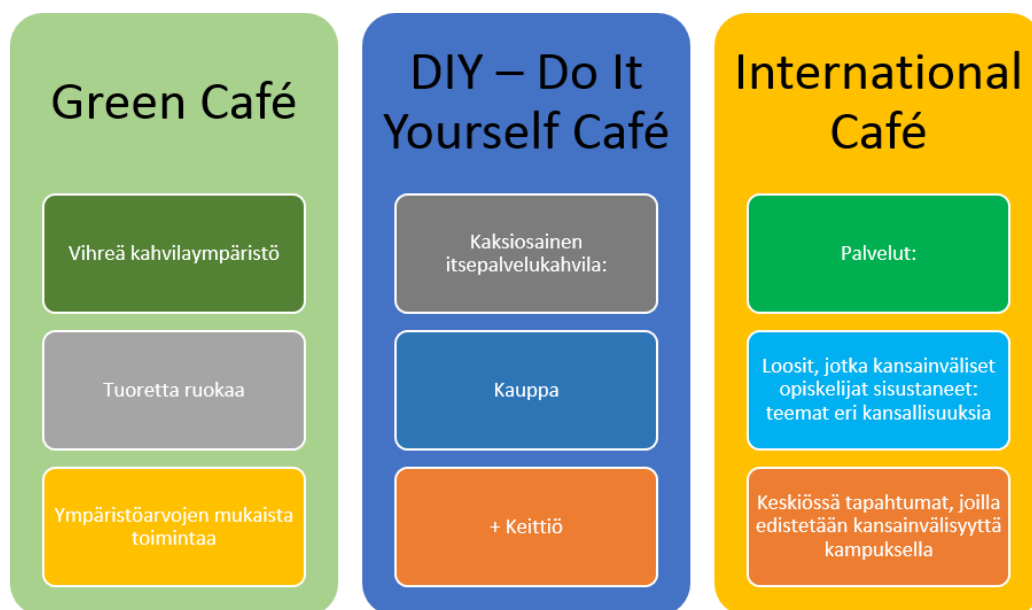 Green Café
Vihreä kahvilaympäristö
Tuoretta ruokaa
Ympäristöarvojen mukaista
toimintaa
DIY – Do It
Yourself Café
Kaksiosainen
itsepalvelukahvila:
Kauppa
+ Keittiö
International
Café
Palvelut:
Loosit, jotka kansainväliset
opiskelijat sisustaneet:
teemat eri kansallisuuksia
Keskiössä tapahtumat, joilla
edistetään kansainvälisyyttä
kampuksella